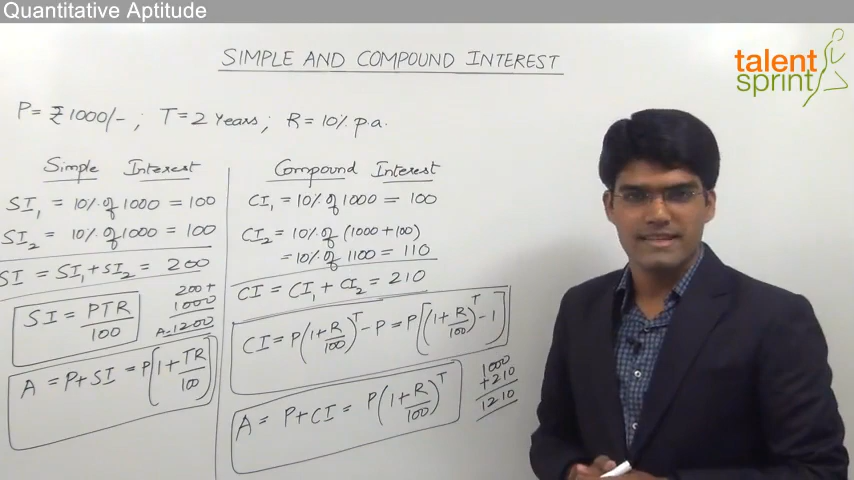 Quantitative Aptitude
talent
sprint
SIMPLE AND COMPOUND INTEREST
P= ₹1000/- ; T=2 Years; R=10% p.a.
Simple Interest
SI₁ = 10% of 1000 = 100
SI₂ = 10% of 1000 = 100
SI = SI₁+SI₂ = 200
200+
1000
A-1200
SI = PTR/100
A = P+SI = P[1+TR/100]
Compound Interest
CI₁ = 10% of 1000 = 100
CI₂ = 10% of (1000+100)
= 10% of 1100 = 110
CI = CI₁ + CI₂ = 210
CI = P(1+R/100)^T - P = P[(1+R/100)^T - 1]
A = P+CI = P(1+R/100)^T
1000
+210
1210